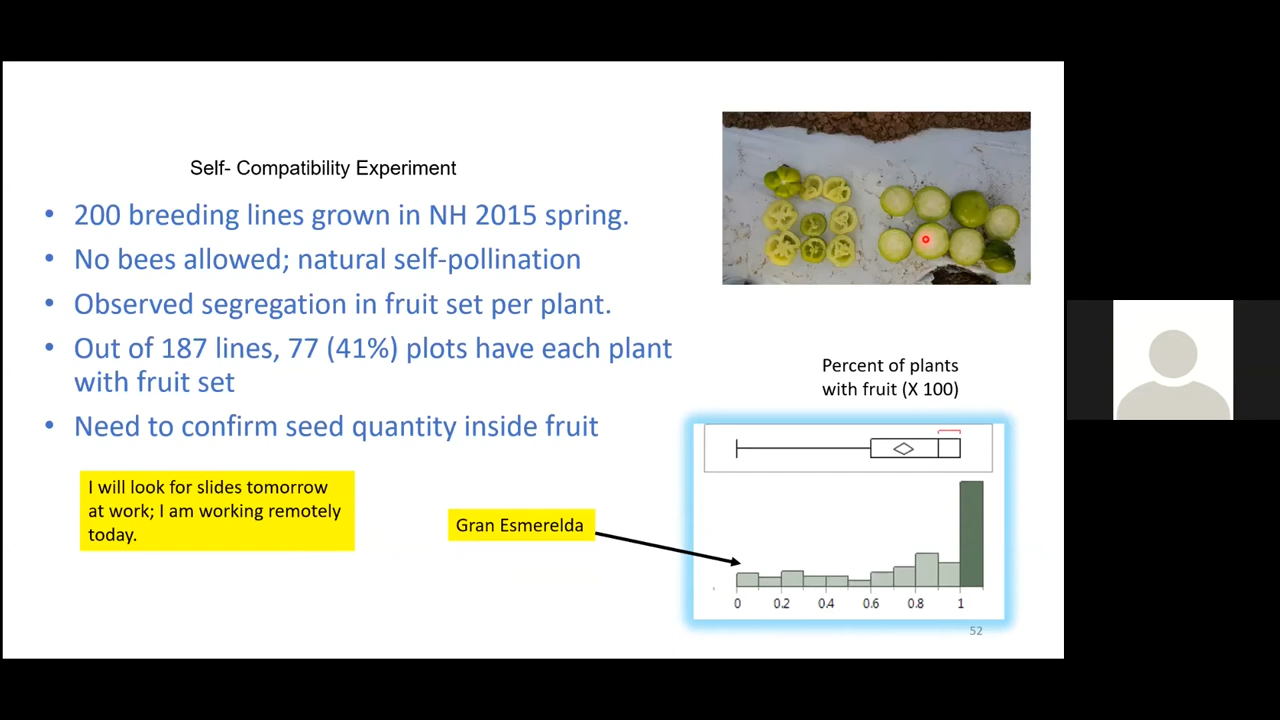 Self- Compatibility Experiment
• 200 breeding lines grown in NH 2015 spring.
• No bees allowed; natural self-pollination
• Observed segregation in fruit set per plant.
• Out of 187 lines, 77 (41%) plots have each plant
with fruit set
• Need to confirm seed quantity inside fruit
I will look for slides tomorrow
at work; I am working remotely
today.
Gran Esmerelda
Percent of plants
with fruit (X 100)
0 0.2 0.4 0.6 0.8 1
52